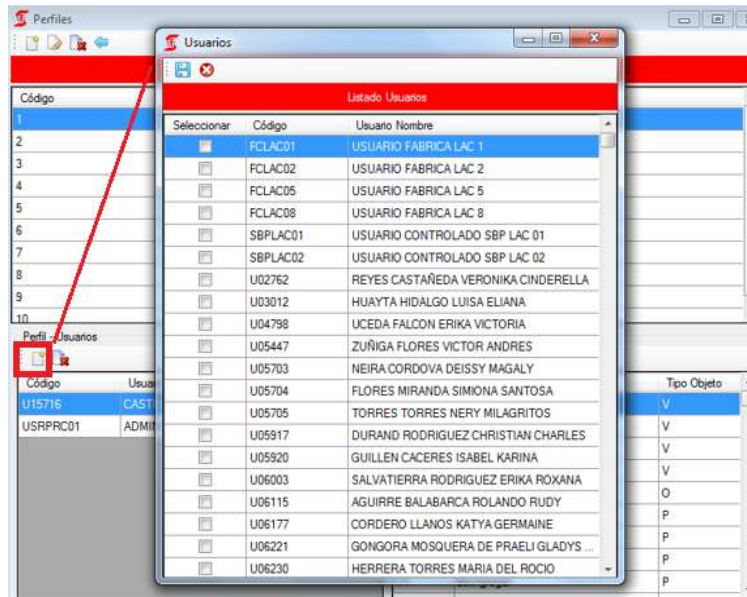 Perfiles
Usuarios
Listado Usuarios
Seleccionar Código Usuario Nombre
FCLAC01 USUARIO FABRICA LAC 1
FCLAC02 USUARIO FABRICA LAC 2
FCLAC05 USUARIO FABRICA LAC 5
FCLAC08 USUARIO FABRICA LAC 8
SBPLAC01 USUARIO CONTROLADO SBP LAC 01
SBPLAC02 USUARIO CONTROLADO SBP LAC 02
U02762 REYES CASTAÑEDA VERONIKA CINDERELLA
U03012 HUAYTA HIDALGO LUISA ELIANA
U04798 UCEDA FALCON ERIKA VICTORIA
U05447 ZUÑIGA FLORES VICTOR ANDRES
U05703 NEIRA CORDOVA DEISSY MAGALY
U05704 FLORES MIRANDA SIMIONA SANTOSA
U05705 TORRES TORRES NERY MILAGRITOS
U05917 DURAND RODRIGUEZ CHRISTIAN CHARLES
U05920 GUILLEN CACERES ISABEL KARINA
U06003 SALVATIERRA RODRIGUEZ ERIKA ROXANA
U06115 AGUIRRE BALABARCA ROLANDO RUDY
U06177 CORDERO LLANOS KATYA GERMAINE
U06221 GONGORA MOSQUERA DE PRAELI GLADYS ...
U06230 HERRERA TORRES MARIA DEL ROCIO
Código
1
2
3
4
5
6
7
8
9
10
Perfil - Usuarios
Código Usua
U15716 CAST
USRPRC01 ADMI
Tipo Objeto
V
V
V
V
O
P
P
P
P